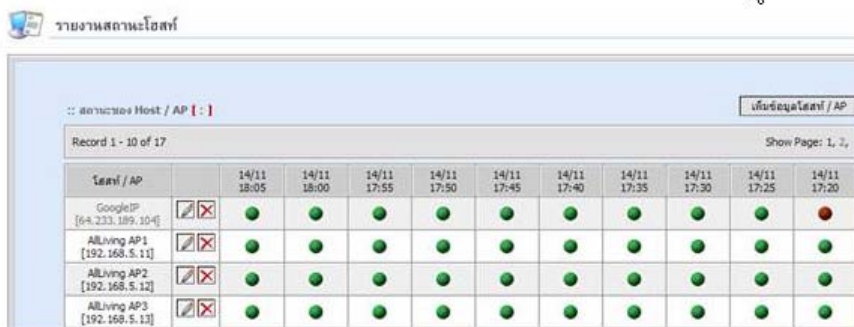 รายงานสถานะโฮสท์
:: สถานะของ Host / AP [ : ]
เพิ่มข้อมูลโฮสท์ / AP
Record 1 - 10 of 17
Show Page: 1, 2,
โฮสท์ / AP
14/11 14/11 14/11 14/11 14/11 14/11 14/11 14/11 14/11 14/11
18:05 18:00 17:55 17:50 17:45 17:40 17:35 17:30 17:25 17:20
GoogleIP
[64.233.189.104]
AllLiving AP1
[192.168.5.11]
AllLiving AP2
[192.168.5.12]
AllLiving AP3
[192.168.5.13]